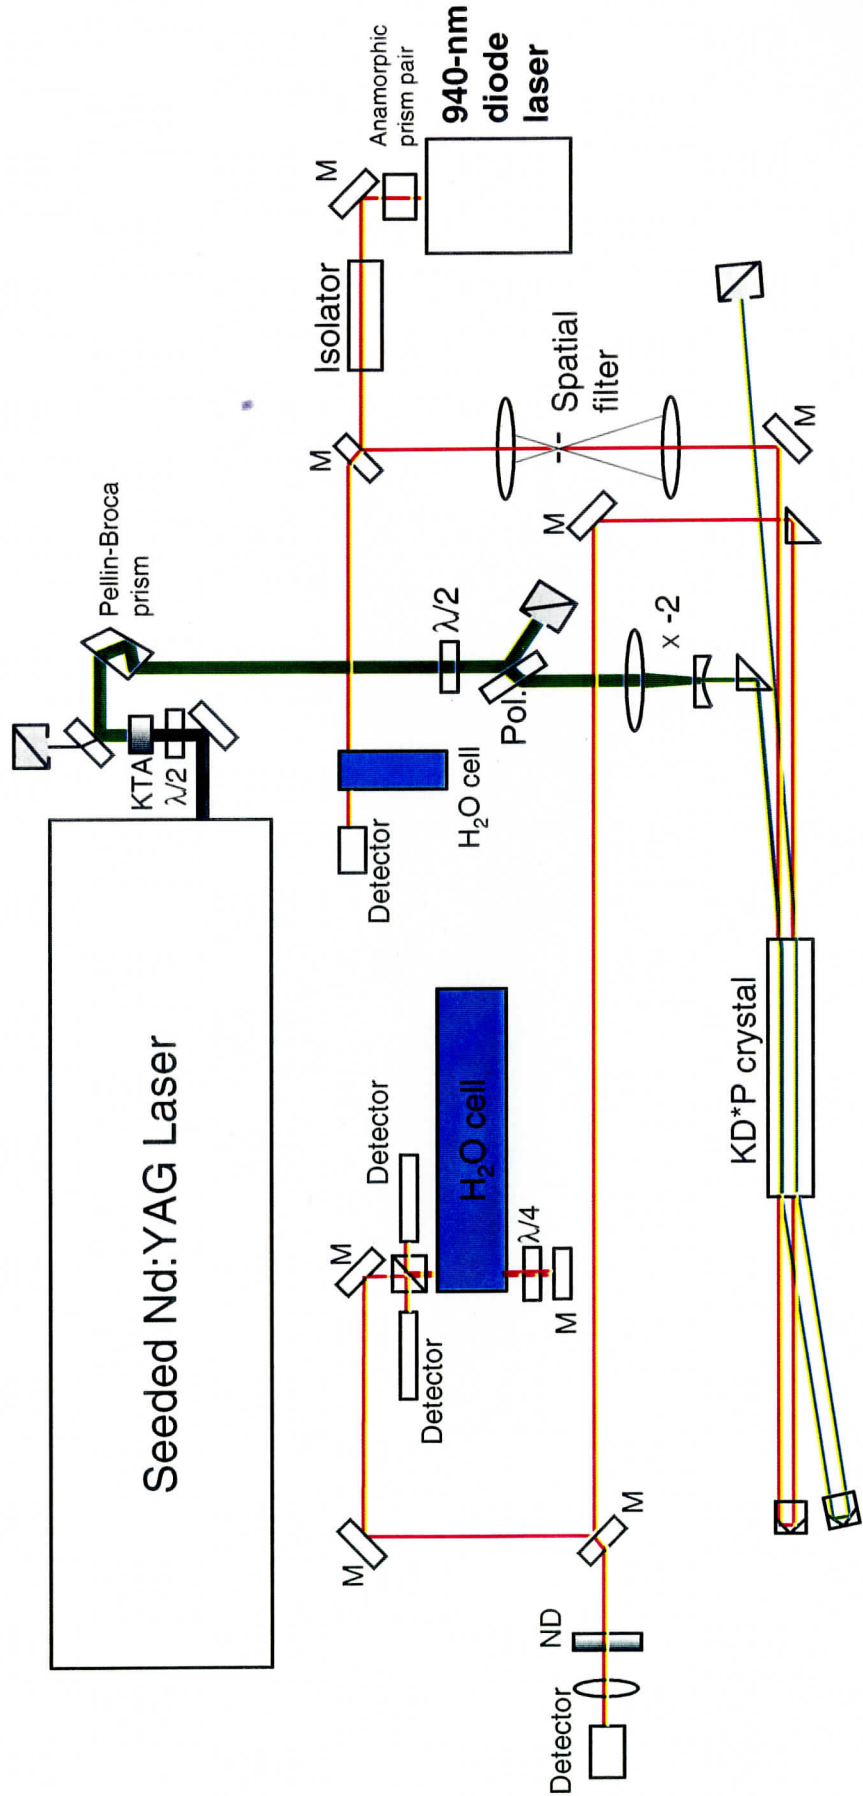 Seeded Nd:YAG Laser
KTA
λ/2
Pellin-Broca
prism
M
Isolator
M
Anamorphic
prism pair
940-nm
diode
laser
Detector
H₂O cell
λ/2
Pol.
M
Spatial
filter
x -2
M
M
M
Detector
Detector
H₂O cell
λ/4
M
M
ND
Detector
KD*P crystal